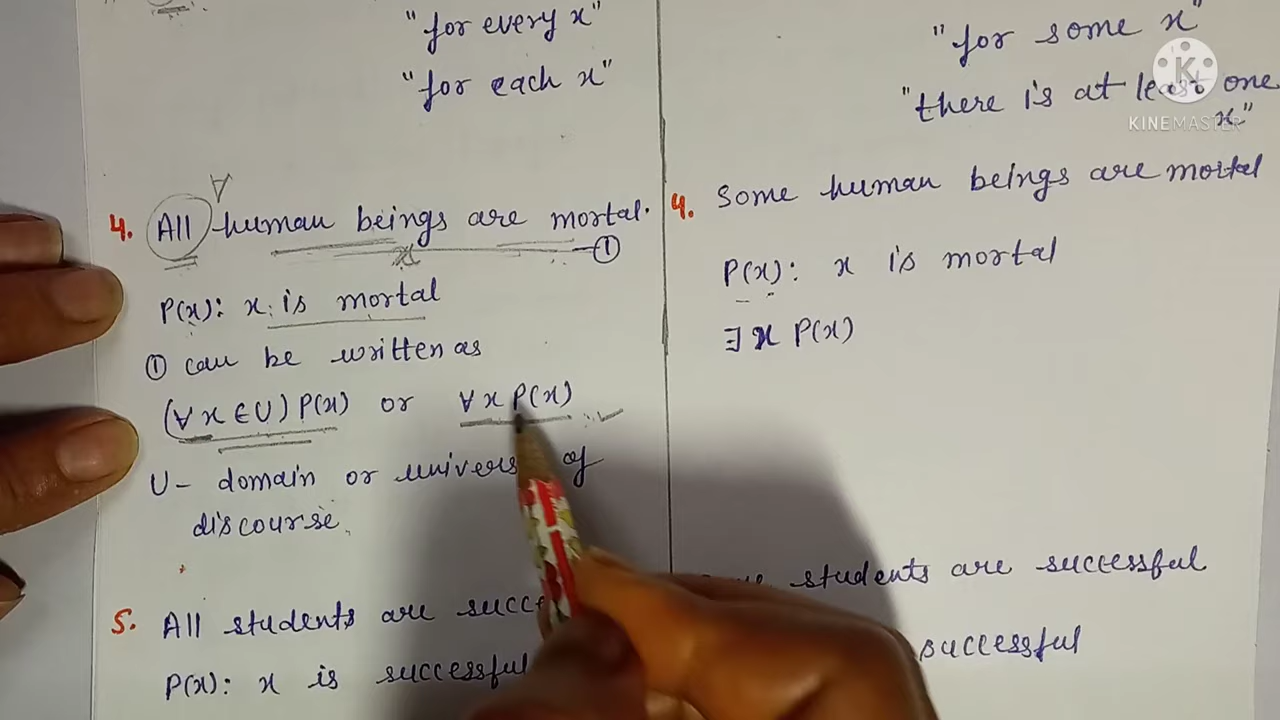 "for every x"
"for each x"
∀
4. All human beings are mortal.
x
①
P(x): x is mortal
① can be written as
(∀x ∈ U) P(x) or ∀x P(x)
U - domain or univers of
discourse.
5. All students are succe
P(x): x is successful
"for some x"
"there is at least one
x"
K
KINEMASTER
4. Some human beings are mortal
P(x): x is mortal
∃ x P(x)
students are successful
successful